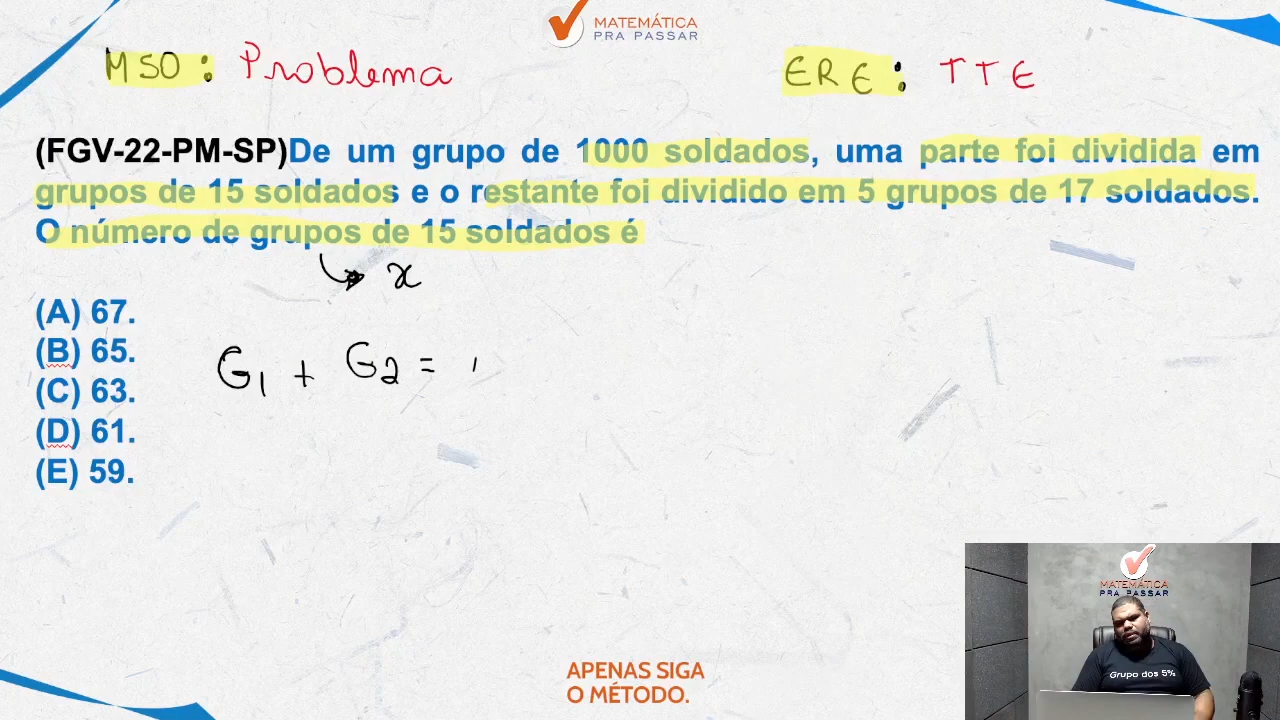 MATEMÁTICA
PRA PASSAR
MSO: Problema
ERE: TTE
(FGV-22-PM-SP)De um grupo de 1000 soldados, uma parte foi dividida em
grupos de 15 soldados e o restante foi dividido em 5 grupos de 17 soldados.
O número de grupos de 15 soldados é
x
(A) 67.
(B) 65.
(C) 63.
(D) 61.
(E) 59.
G1 + G2 =
MATEMÁTICA
PRA PASSAR
Grupo dos 5%
APENAS SIGA
O MÉTODO.